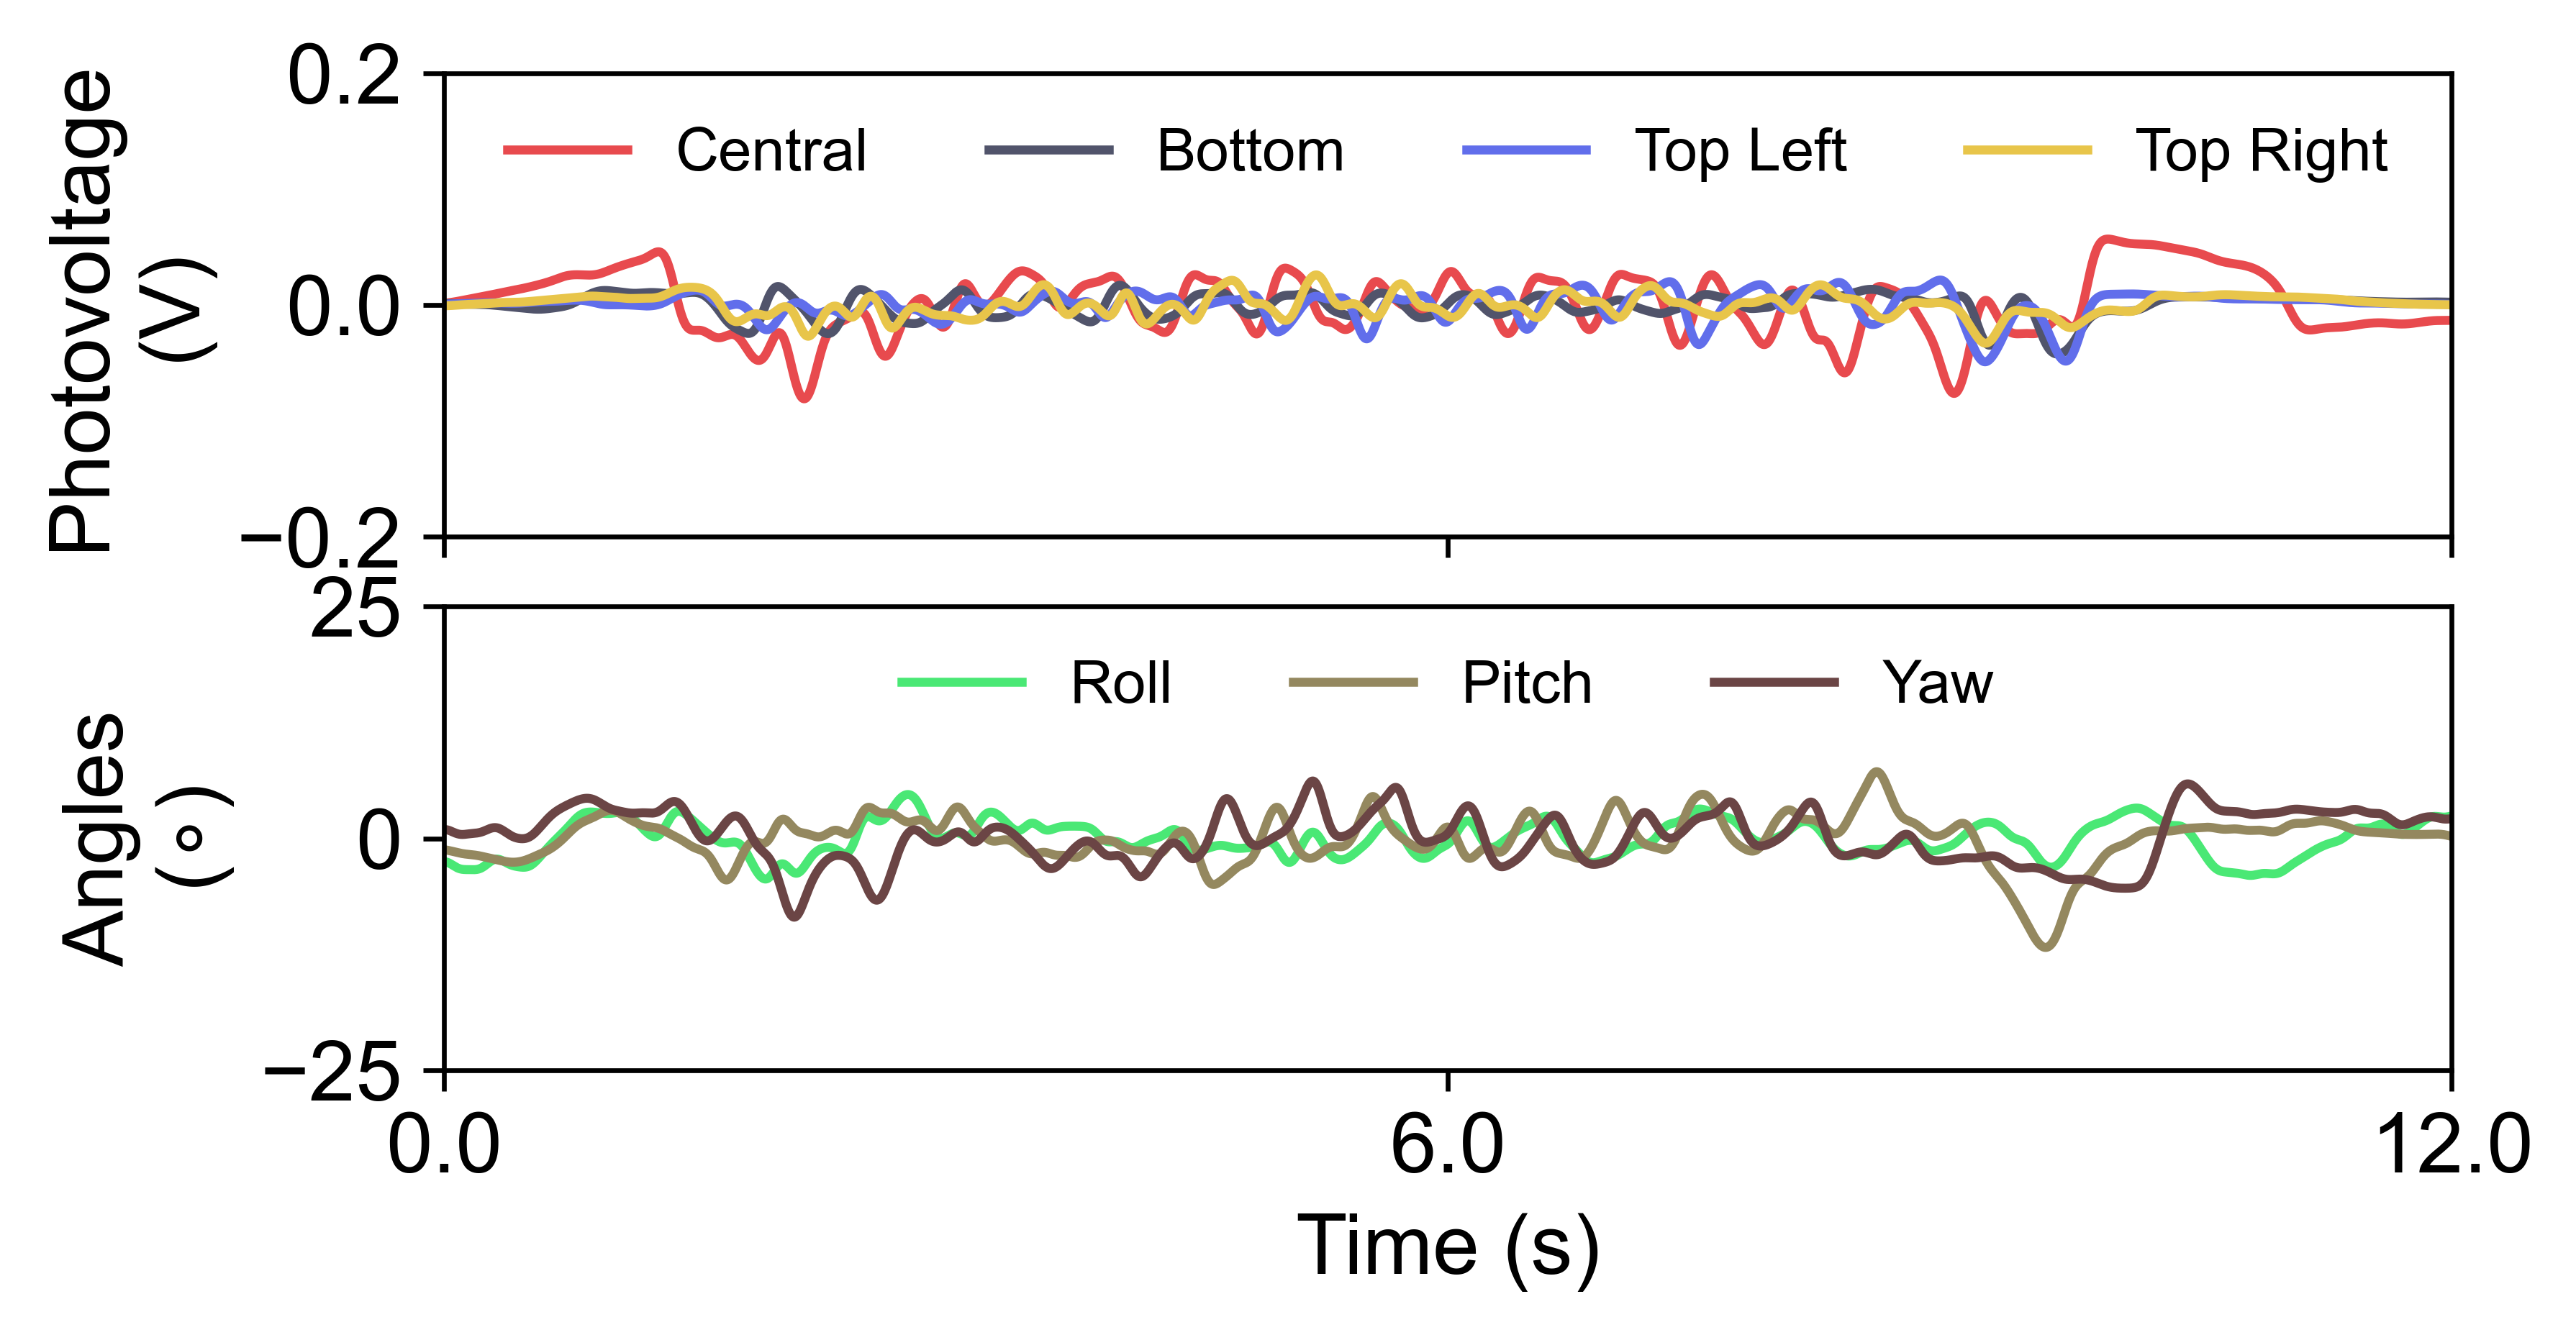 Photovoltage
(V)
0.2
0.0
−0.2
Central Bottom Top Left Top Right
Angles
(∘)
25
0
−25
Roll Pitch Yaw
0.0 6.0 12.0
Time (s)